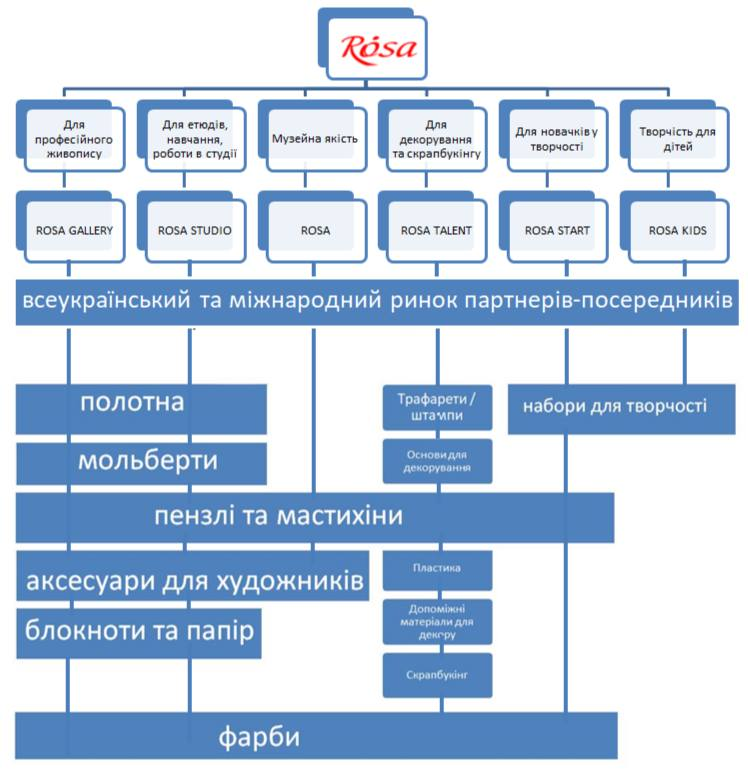 Rósa
Для
професійного
живопису
Для етюдів,
навчання,
роботи в студії
Музейна якість
Для
декорування
та скрапбукінгу
Для новачків у
творчості
Творчість для
дітей
ROSA GALLERY
ROSA STUDIO
ROSA
ROSA TALENT
ROSA START
ROSA KIDS
всеукраїнський та міжнародний ринок партнерів-посередників
полотна
Трафарети /
штампи
набори для творчості
мольберти
Основи для
декорування
пензлі та мастихіни
аксесуари для художників
Пластика
блокноти та папір
Допоміжні
матеріали для
декору
Скрапбукінг
фарби